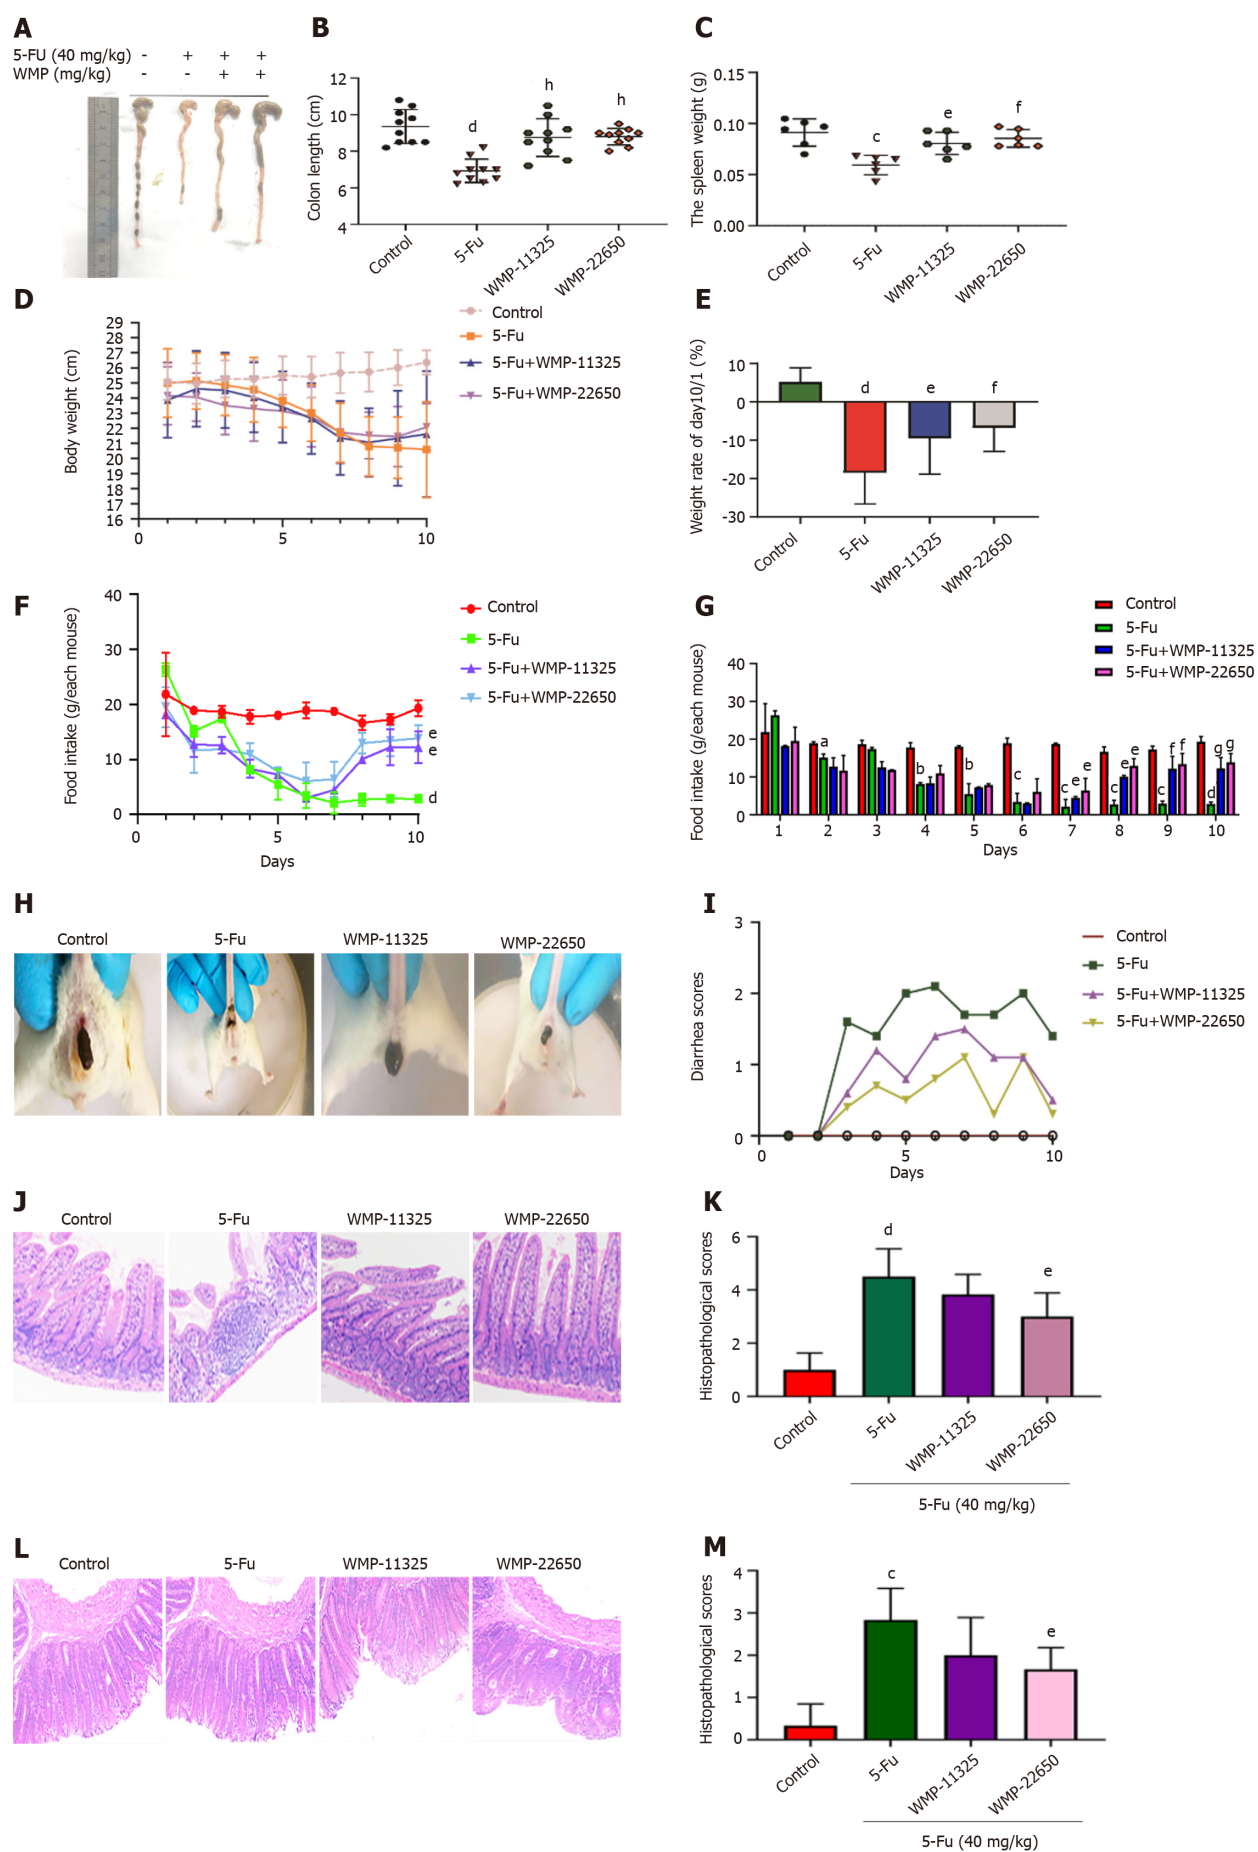 A
5-FU (40 mg/kg) - + + +
WMP (mg/kg) - - + +
B
Colon length (cm)
12
10
8
6
4
d
h
h
Control
5-Fu
WMP-11325
WMP-22650
C
The spleen weight (g)
0.15
0.10
0.05
0.00
c
e
f
Control
5-Fu
WMP-11325
WMP-22650
D
Body weight (cm)
29
28
27
26
25
24
23
22
21
20
19
18
17
16
0 5 10
Control
5-Fu
5-Fu+WMP-11325
5-Fu+WMP-22650
E
Weight rate of day10/1 (%)
10
0
-10
-20
-30
d
e
f
Control
5-Fu
WMP-11325
WMP-22650
F
Food intake (g/each mouse)
40
30
20
10
0
0 5 10
Days
e
e
d
Control
5-Fu
5-Fu+WMP-11325
5-Fu+WMP-22650
G
Control
5-Fu
5-Fu+WMP-11325
5-Fu+WMP-22650
Food intake (g/each mouse)
40
30
20
10
0
a
b
b
c
c e e
c e e
c f f
d g g
1 2 3 4 5 6 7 8 9 10
Days
H
Control 5-Fu WMP-11325 WMP-22650
I
Diarrhea scores
3
2
1
0
0 5 10
Days
Control
5-Fu
5-Fu+WMP-11325
5-Fu+WMP-22650
J
Control 5-Fu WMP-11325 WMP-22650
K
Histopathological scores
6
4
2
0
d
e
Control
5-Fu
WMP-11325
WMP-22650
5-Fu (40 mg/kg)
L
Control 5-Fu WMP-11325 WMP-22650
M
Histopathological scores
4
3
2
1
0
c
e
Control
5-Fu
WMP-11325
WMP-22650
5-Fu (40 mg/kg)